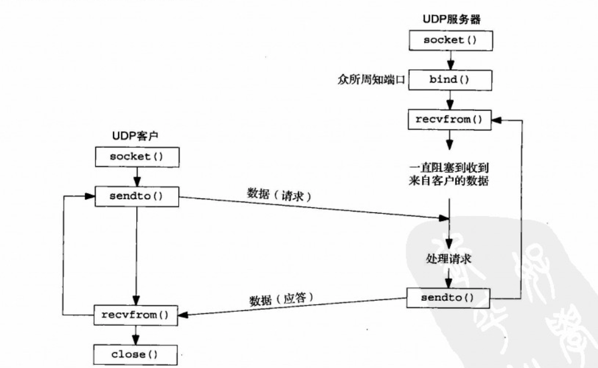 UDP服务器
socket()
众所周知端口
bind()
recvfrom()
一直阻塞到收到
来自客户的数据
UDP客户
socket()
sendto()
数据（请求）
处理请求
sendto()
数据（应答）
recvfrom()
close()